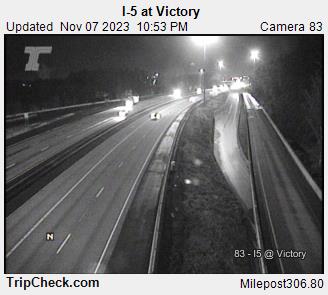 I-5 at Victory
Updated  Nov 07 2023  10:53 PM
Camera 83
T
N
83 - I5 @ Victory
TripCheck.com
Milepost306.80